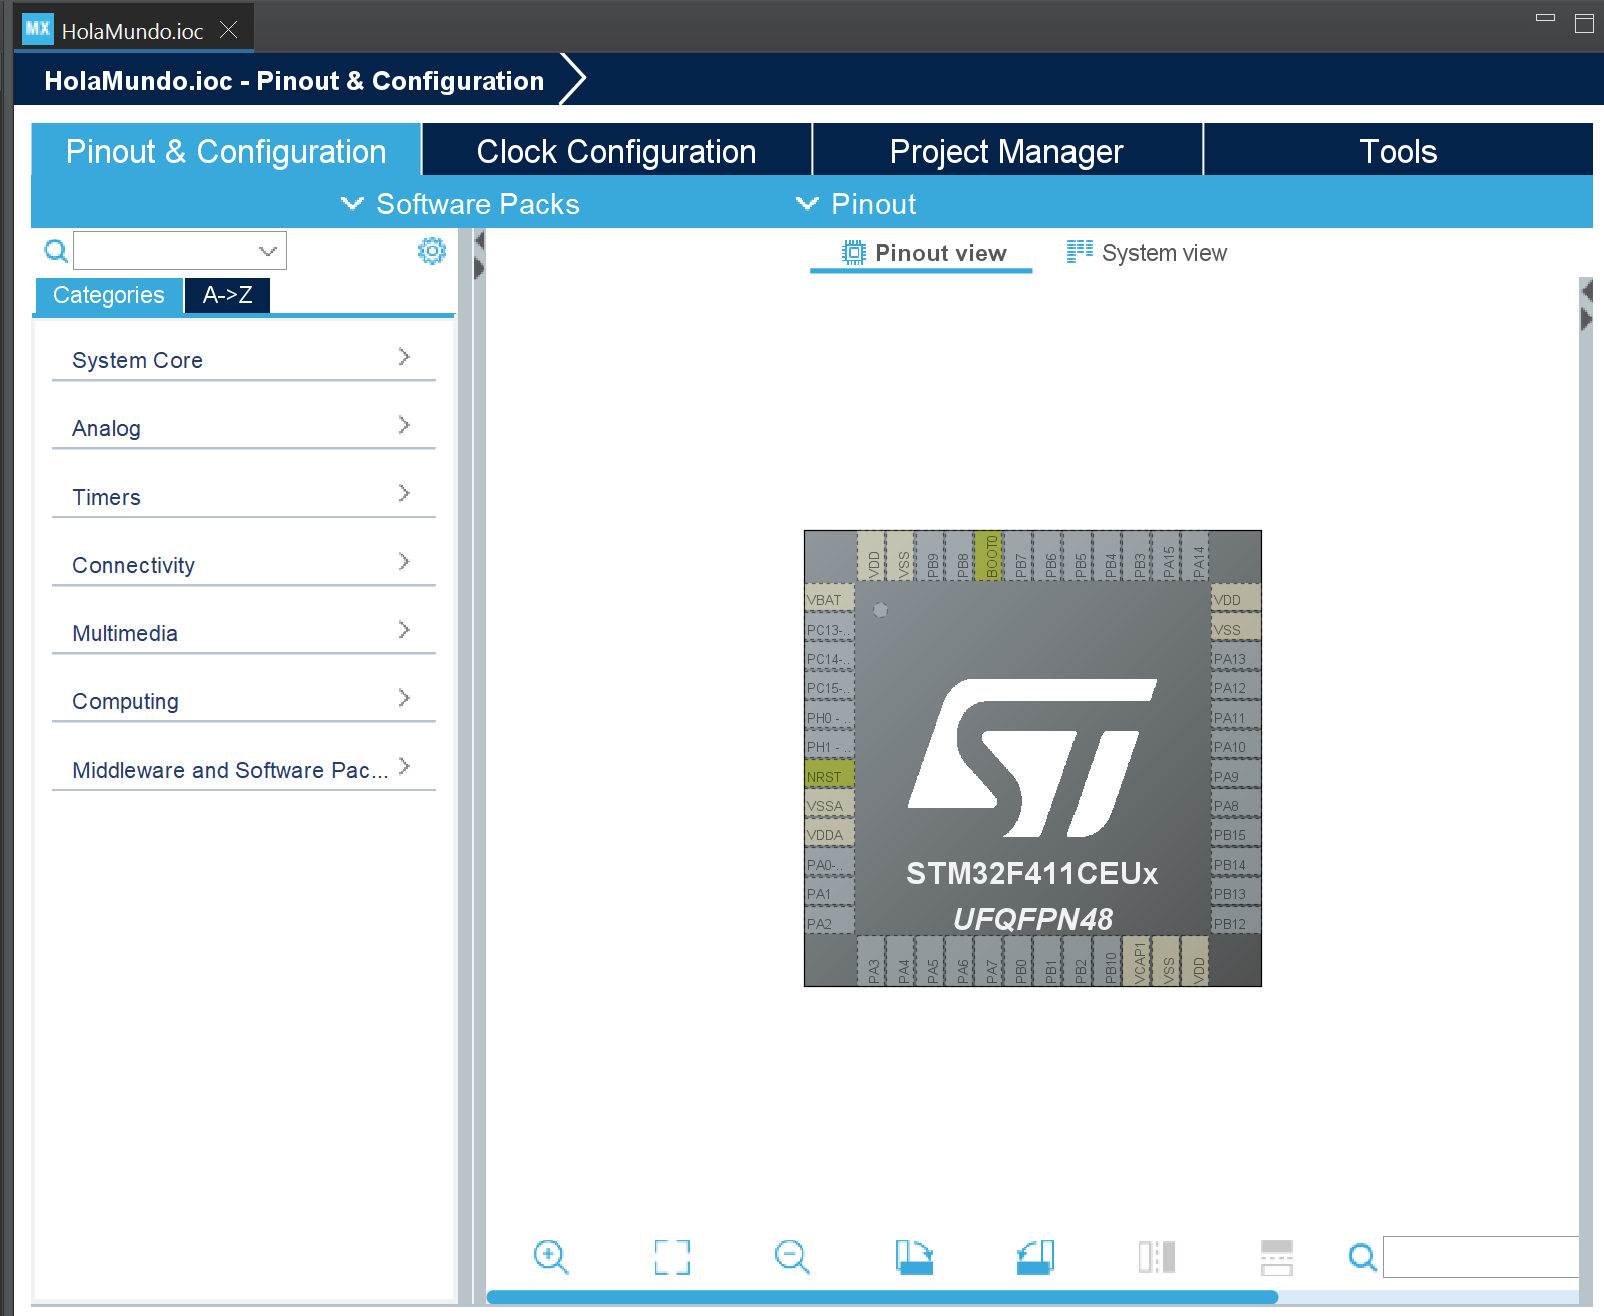 MX HolaMundo.ioc
HolaMundo.ioc - Pinout & Configuration
Pinout & Configuration
Clock Configuration
Project Manager
Tools
Software Packs
Pinout
Pinout view
System view
Categories
A->Z
System Core
Analog
Timers
Connectivity
Multimedia
Computing
Middleware and Software Pac...
VDD
VSS
PB9
PB8
BOOT0
PB7
PB6
PB5
PB4
PB3
PA15
PA14
VBAT
PC13-..
PC14-..
PC15-..
PH0 - ..
PH1 - ..
NRST
VSSA
VDDA
PA0-..
PA1
PA2
VDD
VSS
PA13
PA12
PA11
PA10
PA9
PA8
PB15
PB14
PB13
PB12
ST
STM32F411CEUx
UFQFPN48
PA3
PA4
PA5
PA6
PA7
PB0
PB1
PB2
PB10
VCAP1
VSS
VDD